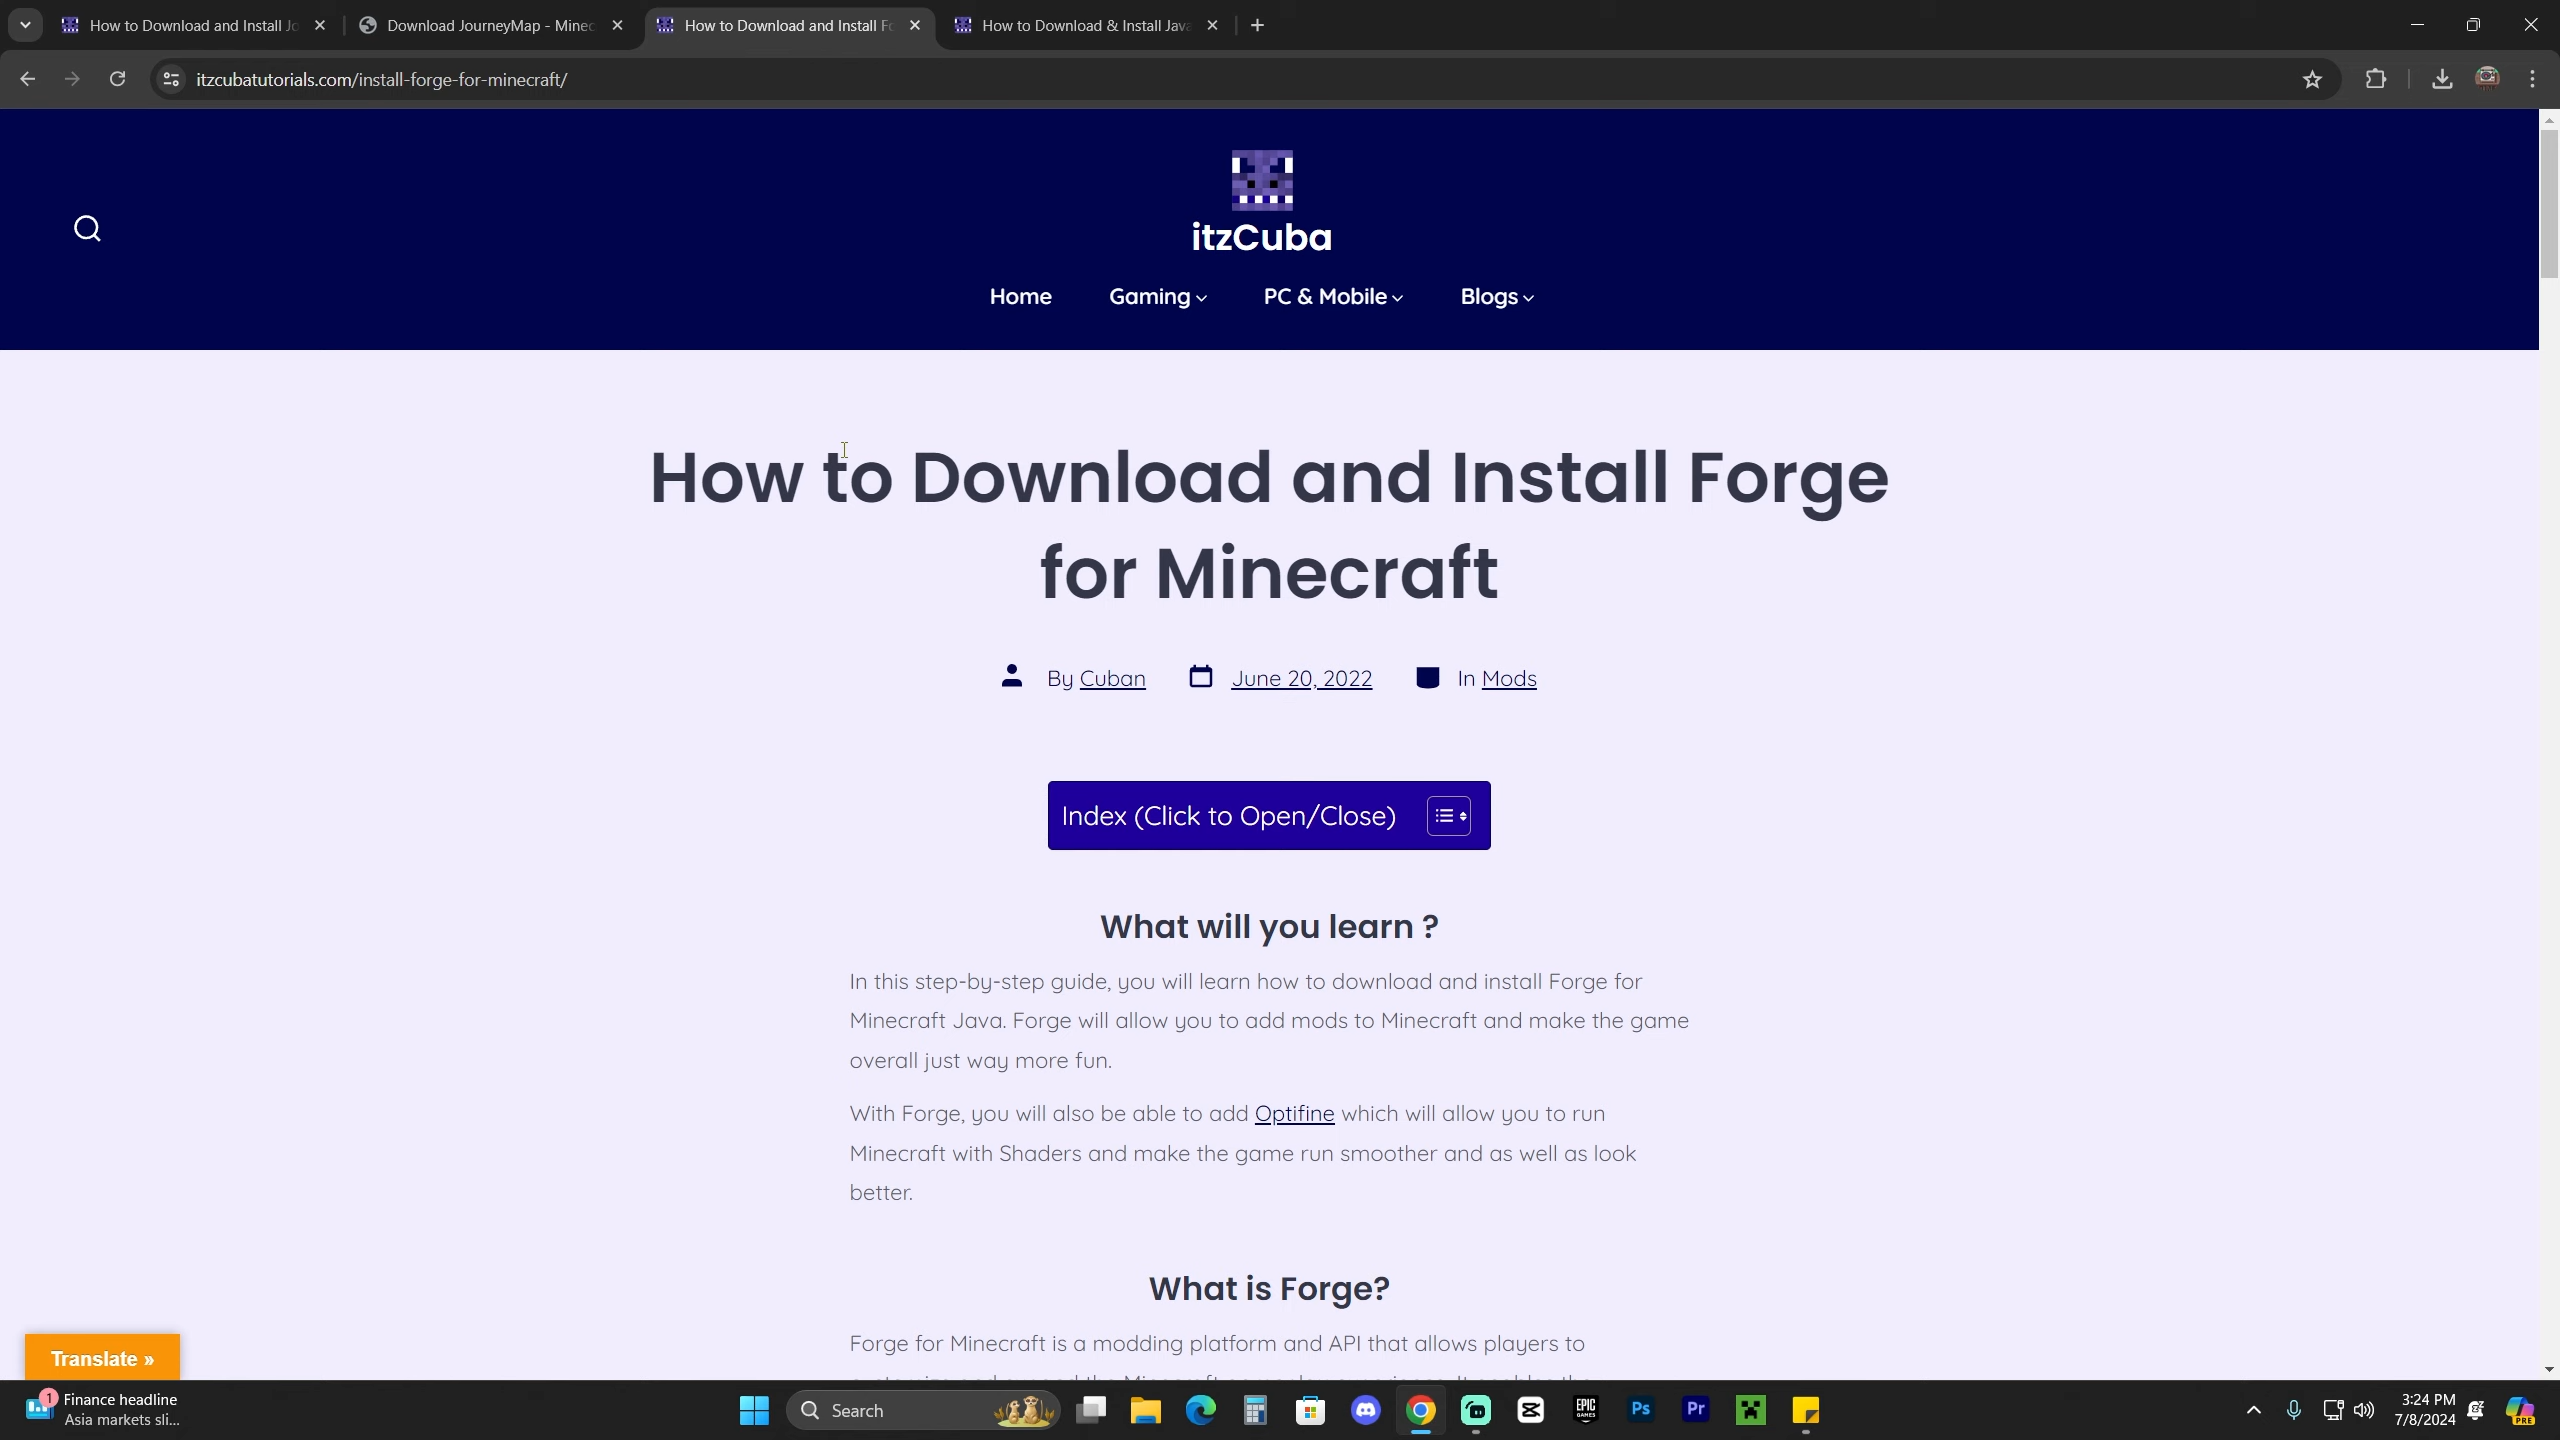 How to Download and Install Jo
Download JourneyMap - Minec
How to Download and Install Fo
How to Download & Install Java
itzcubatutorials.com/install-forge-for-minecraft/
itzCuba
Home
Gaming
PC & Mobile
Blogs
How to Download and Install Forge
for Minecraft
By Cuban
June 20, 2022
In Mods
Index (Click to Open/Close)
What will you learn ?
In this step-by-step guide, you will learn how to download and install Forge for
Minecraft Java. Forge will allow you to add mods to Minecraft and make the game
overall just way more fun.
With Forge, you will also be able to add Optifine which will allow you to run
Minecraft with Shaders and make the game run smoother and as well as look
better.
What is Forge?
Forge for Minecraft is a modding platform and API that allows players to
Translate »
1
Finance headline
Asia markets sli...
Search
EPIC
GAMES
Ps
Pr
3:24 PM
7/8/2024
PRE